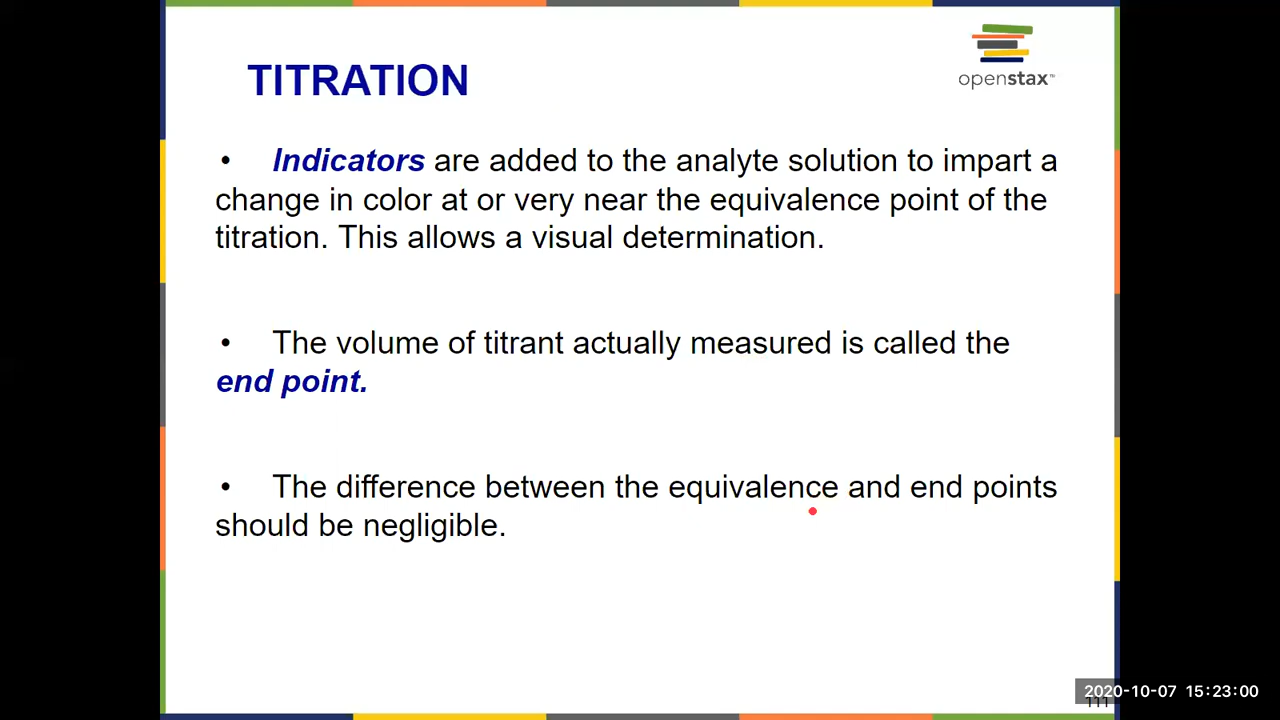 TITRATION
openstax™
• Indicators are added to the analyte solution to impart a
change in color at or very near the equivalence point of the
titration. This allows a visual determination.
• The volume of titrant actually measured is called the
end point.
• The difference between the equivalence and end points
should be negligible.
2020-10-07 15:23:00
111